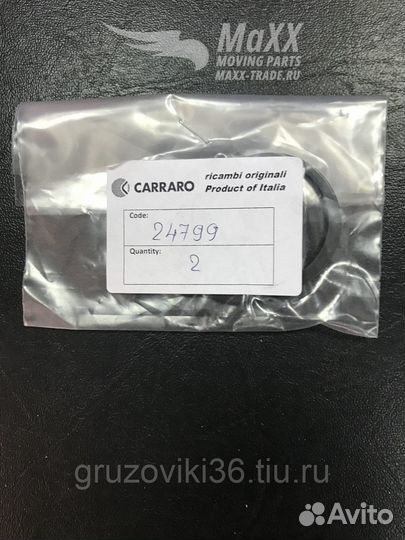 MaXX
MOVING PARTS
MAXX-TRADE.RU
CARRARO
ricambi originali
Product of Italia
Code:
24799
Quantity:
2
gruzoviki36.tiu.ru
Avito